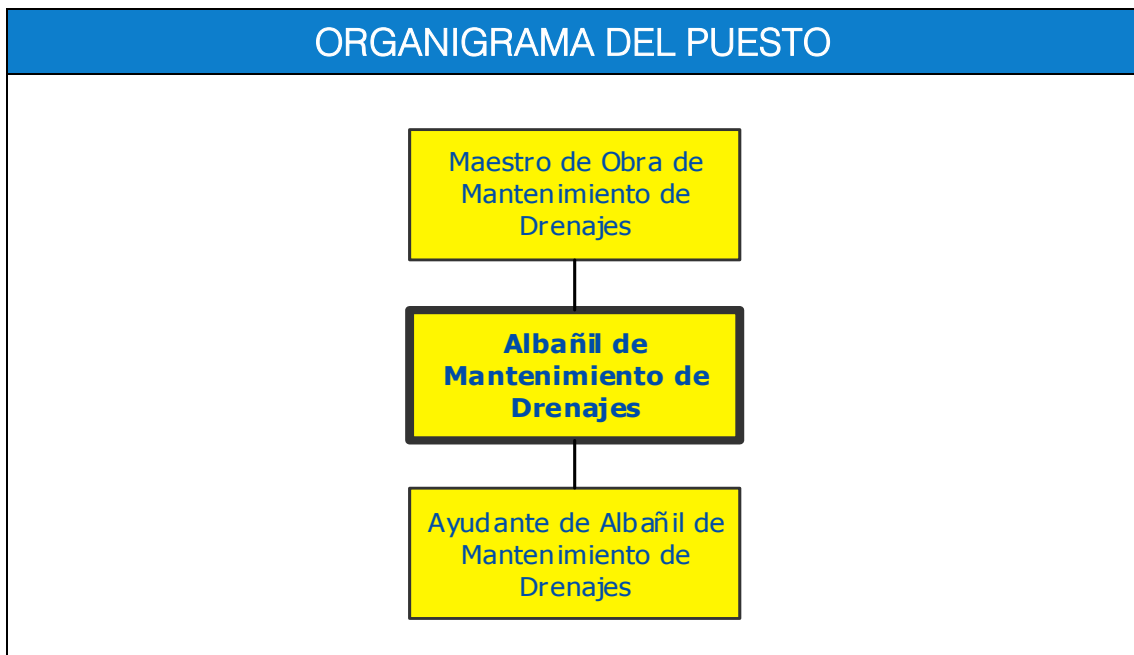 ORGANIGRAMA DEL PUESTO
Maestro de Obra de
Mantenimiento de
Drenajes
Albañil de
Mantenimiento de
Drenajes
Ayudante de Albañil de
Mantenimiento de
Drenajes